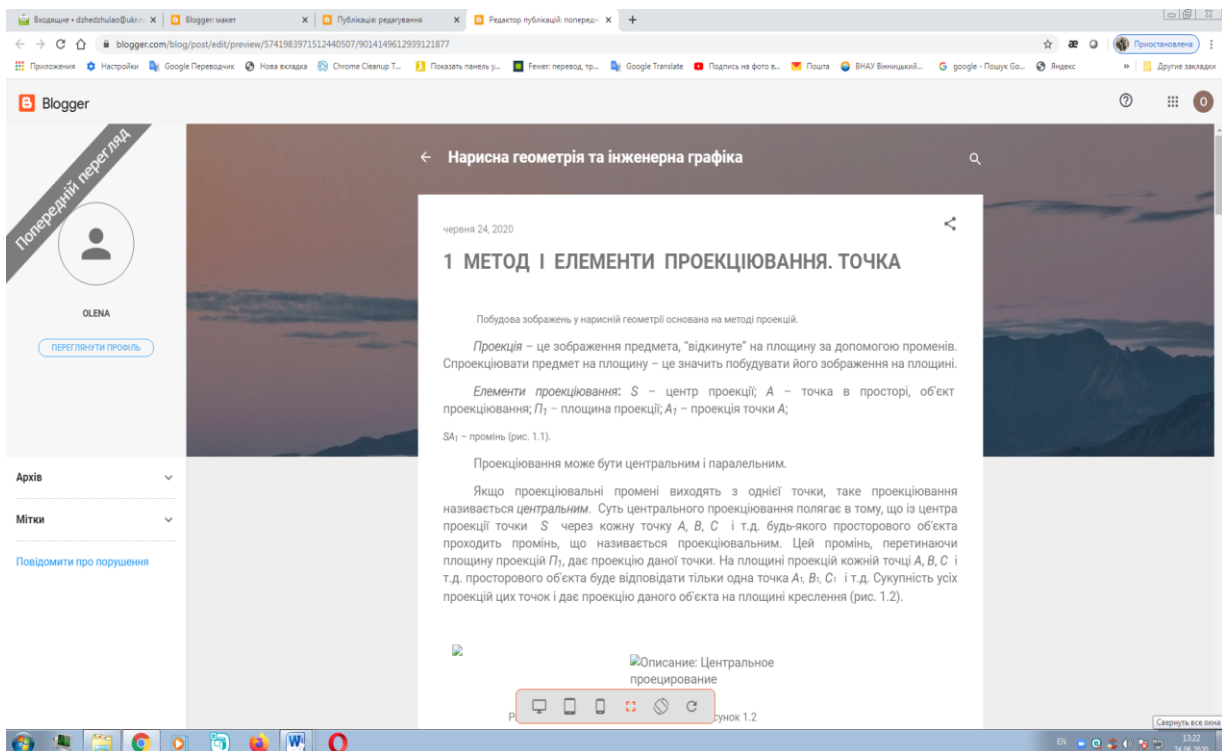 Входящие • dzhedzhulao@ukr.n
Blogger: макет
Публікація: редагування
Редактор публікацій: попередн
blogger.com/blog/post/edit/preview/5741983971512440507/9014149612939121877
Приостановлена
Приложения
Настройки
Google Переводчик
Нова вкладка
Chrome Cleanup T...
Показать панель у...
Fewer: перевод, тр...
Google Translate
Подпись на фото в...
Пошта
ВНАУ Вінницький...
google - Пошук Go...
Яндекс
Другие закладки
Blogger
O
Попередній перегляд
OLENA
ПЕРЕГЛЯНУТИ ПРОФІЛЬ
Архів
Мітки
Повідомити про порушення
Нарисна геометрія та інженерна графіка
червня 24, 2020
1 МЕТОД І ЕЛЕМЕНТИ ПРОЕКЦІЮВАННЯ. ТОЧКА
Побудова зображень у нарисній геометрії основана на методі проекцій.
Проекція – це зображення предмета, "відкинуте" на площину за допомогою променів.
Спроекціювати предмет на площину – це значить побудувати його зображення на площині.
Елементи проекціювання: S – центр проекції; А – точка в просторі, об'єкт
проекціювання; П₁ – площина проекції; А₁ – проекція точки А;
SA₁ – промінь (рис. 1.1).
Проекціювання може бути центральним і паралельним.
Якщо проекціювальні промені виходять з однієї точки, таке проекціювання
називається центральним. Суть центрального проекціювання полягає в тому, що із центра
проекції точки S через кожну точку А, В, С і т.д. будь-якого просторового об'єкта
проходить промінь, що називається проекціювальним. Цей промінь, перетинаючи
площину проекцій П₁, дає проекцію даної точки. На площині проекцій кожній точці А, В, С і
т.д. просторового об'єкта буде відповідати тільки одна точка А₁, В₁, С₁ і т.д. Сукупність усіх
проекцій цих точок і дає проекцію даного об'єкта на площині креслення (рис. 1.2).
Описание: Центральное
проецирование
Р
сунок 1.2
Свернуть все окна
EN
13:22
24.06.2020